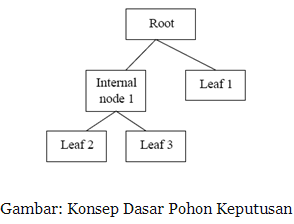 Root
Internal
node 1
Leaf 1
Leaf 2
Leaf 3
Gambar: Konsep Dasar Pohon Keputusan